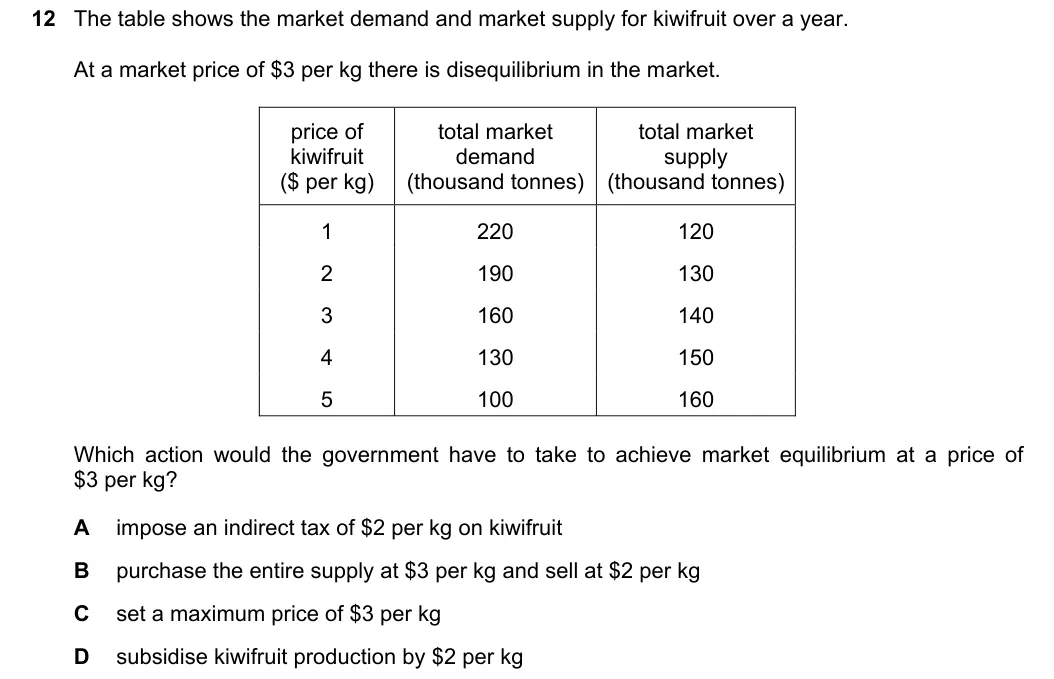 12 The table shows the market demand and market supply for kiwifruit over a year.
At a market price of $3 per kg there is disequilibrium in the market.
price of kiwifruit ($ per kg) total market demand (thousand tonnes) total market supply (thousand tonnes)
1 220 120
2 190 130
3 160 140
4 130 150
5 100 160
Which action would the government have to take to achieve market equilibrium at a price of
$3 per kg?
A impose an indirect tax of $2 per kg on kiwifruit
B purchase the entire supply at $3 per kg and sell at $2 per kg
C set a maximum price of $3 per kg
D subsidise kiwifruit production by $2 per kg